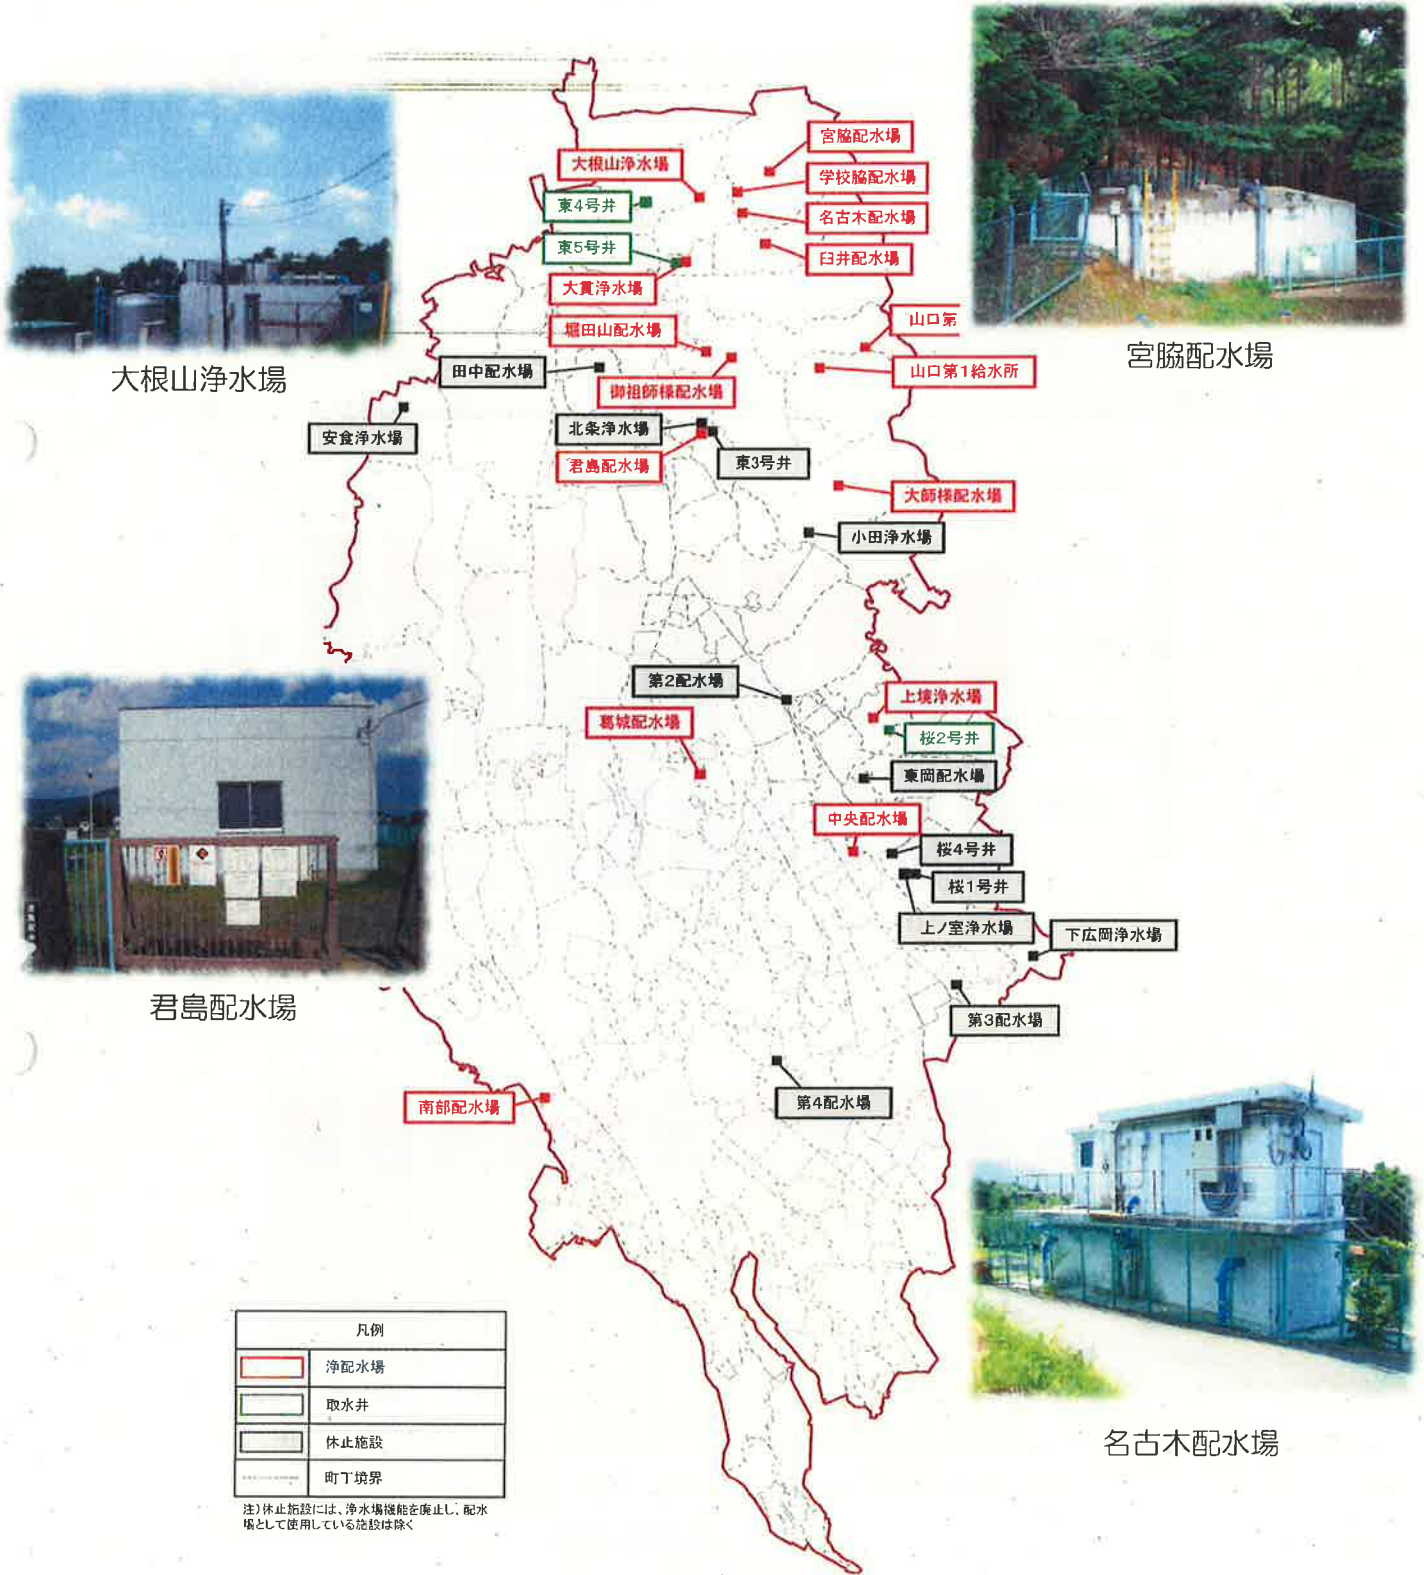 宮脇配水場
大根山浄水場
学校脇配水場
東4号井
名古木配水場
東5号井
臼井配水場
大貫浄水場
山口第
堀田山配水場
田中配水場
御祖師様配水場
山口第1給水所
大根山浄水場
宮脇配水場
安食浄水場
北条浄水場
君島配水場
東3号井
大師様配水場
小田浄水場
第2配水場
上境浄水場
葛城配水場
桜2号井
東岡配水場
中央配水場
桜4号井
桜1号井
上ノ室浄水場
下広岡浄水場
君島配水場
第3配水場
南部配水場
第4配水場
名古木配水場
凡例
浄配水場
取水井
休止施設
町丁境界
注)休止施設には、浄水場機能を廃止し、配水
場として使用している施設は除く